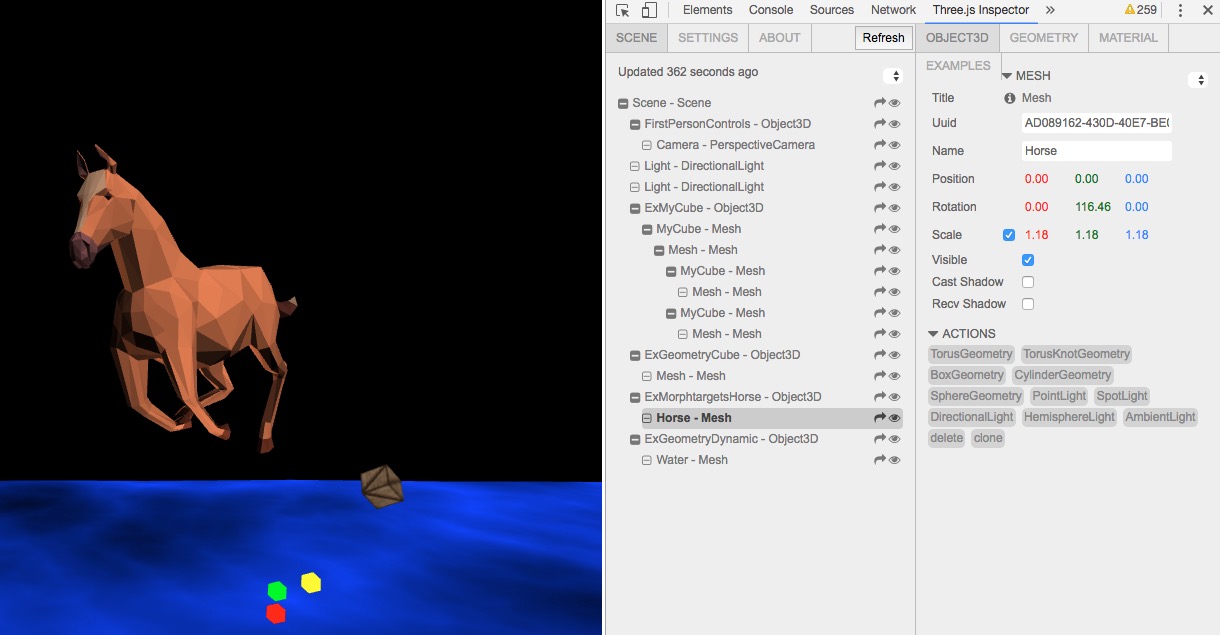 Elements Console Sources Network Three.js Inspector » 259
SCENE SETTINGS ABOUT Refresh
Updated 362 seconds ago
Scene - Scene
FirstPersonControls - Object3D
Camera - PerspectiveCamera
Light - DirectionalLight
Light - DirectionalLight
ExMyCube - Object3D
MyCube - Mesh
Mesh - Mesh
MyCube - Mesh
Mesh - Mesh
MyCube - Mesh
Mesh - Mesh
ExGeometryCube - Object3D
Mesh - Mesh
ExMorphtargetsHorse - Object3D
Horse - Mesh
ExGeometryDynamic - Object3D
Water - Mesh
OBJECT3D GEOMETRY MATERIAL
EXAMPLES
MESH
Title Mesh
Uuid AD089162-430D-40E7-BE(
Name Horse
Position 0.00 0.00 0.00
Rotation 0.00 116.46 0.00
Scale 1.18 1.18 1.18
Visible
Cast Shadow
Recv Shadow
ACTIONS
TorusGeometry TorusKnotGeometry
BoxGeometry CylinderGeometry
SphereGeometry PointLight SpotLight
DirectionalLight HemisphereLight AmbientLight
delete clone